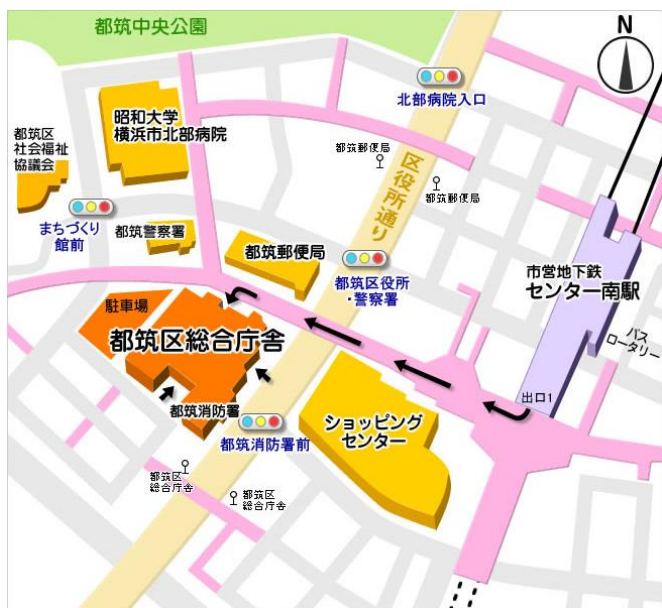 都筑中央公園
N
北部病院入口
昭和大学
横浜市北部病院
都筑区
社会福祉
協議会
都筑郵便局
都筑郵便局
区役所通り
まちづくり
館前
都筑警察署
都筑郵便局
都筑区役所
・警察署
市営地下鉄
センター南駅
バス
ロータリー
駐車場
都筑区総合庁舎
出口1
都筑消防署
都筑消防署前
ショッピング
センター
都筑区
総合庁舎
都筑区
総合庁舎